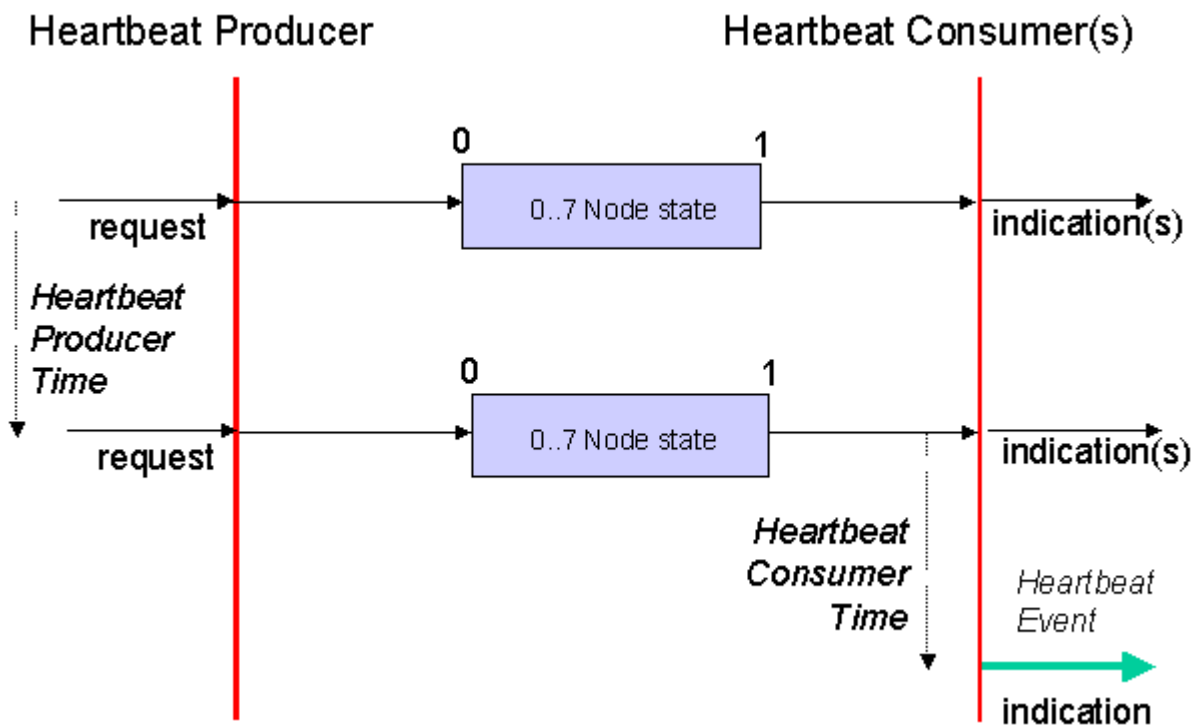 Heartbeat Producer
Heartbeat Consumer(s)
0
1
0..7 Node state
request
indication(s)
Heartbeat
Producer
Time
0
1
0..7 Node state
request
indication(s)
Heartbeat
Consumer
Time
Heartbeat
Event
indication